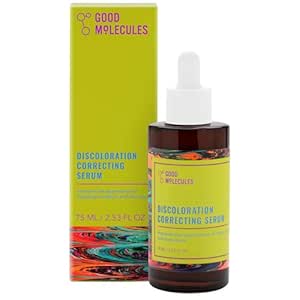 GOOD
MOLECULES
DISCOLORATION
CORRECTING
SERUM
75 ML / 2.53 FL OZ
GOOD
MOLECULES
DISCOLORATION
CORRECTING SERUM